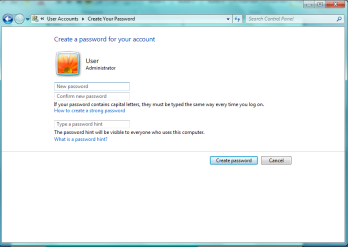 User Accounts ▸ Create Your Password
Search Control Panel
Create a password for your account
User
Administrator
New password
Confirm new password
If your password contains capital letters, they must be typed the same way every time you log on.
How to create a strong password
Type a password hint
The password hint will be visible to everyone who uses this computer.
What is a password hint?
Create password
Cancel